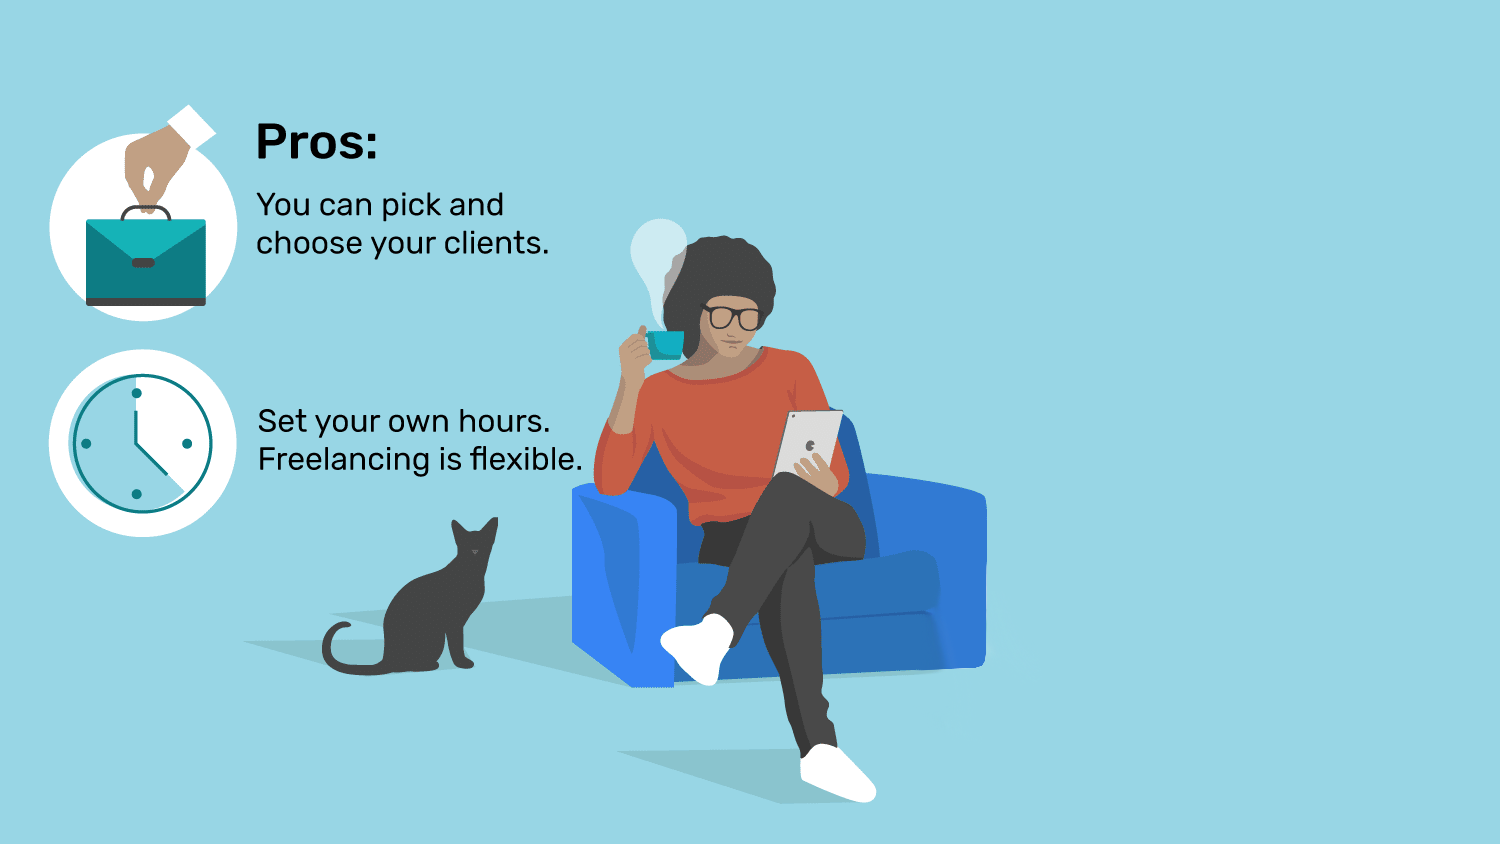 Pros:
You can pick and
choose your clients.
Set your own hours.
Freelancing is flexible.